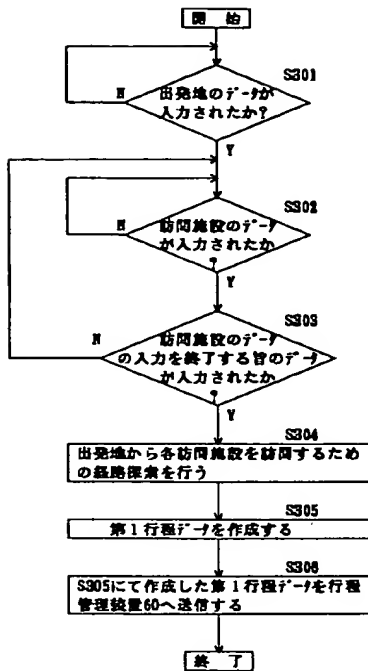 開 始
S301
出発地のデータが
入力されたか?
N
Y
S302
訪問施設のデータ
が入力されたか
?
N
Y
S303
訪問施設のデータ
の入力を終了する旨のデータ
が入力されたか
?
N
Y
S304
出発地から各訪問施設を訪問するため
の経路探索を行う
S305
第1行程データを作成する
S306
S305にて作成した第1行程データを行程
管理装置60へ送信する
終 了